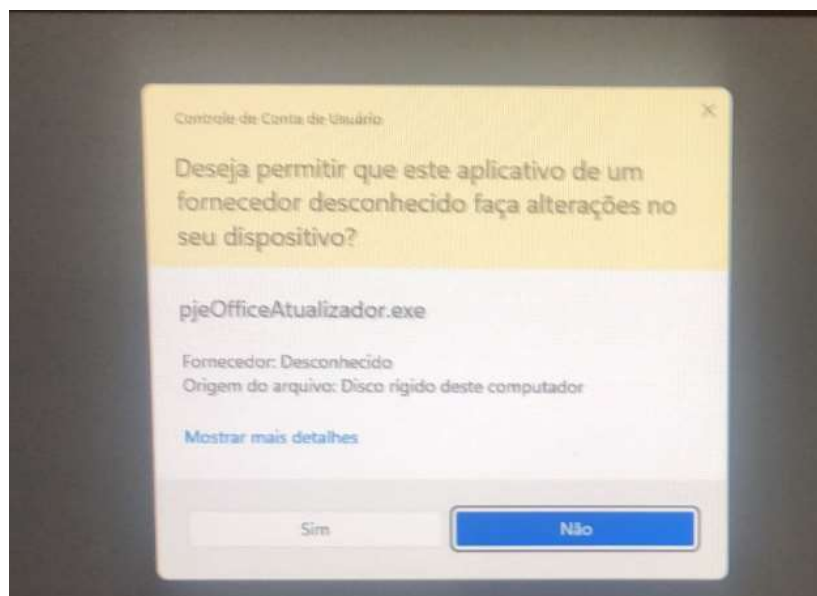 Controle de Conta de Usuário
Deseja permitir que este aplicativo de um
fornecedor desconhecido faça alterações no
seu dispositivo?
pjeOfficeAtualizador.exe
Fornecedor: Desconhecido
Origem do arquivo: Disco rígido deste computador
Mostrar mais detalhes
Sim
Não